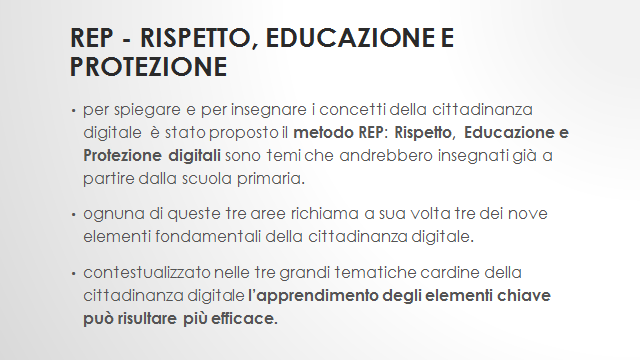 REP - RISPETTO, EDUCAZIONE E
PROTEZIONE
• per spiegare e per insegnare i concetti della cittadinanza
digitale è stato proposto il metodo REP: Rispetto, Educazione e
Protezione digitali sono temi che andrebbero insegnati già a
partire dalla scuola primaria.
• ognuna di queste tre aree richiama a sua volta tre dei nove
elementi fondamentali della cittadinanza digitale.
• contestualizzato nelle tre grandi tematiche cardine della
cittadinanza digitale l'apprendimento degli elementi chiave
può risultare più efficace.